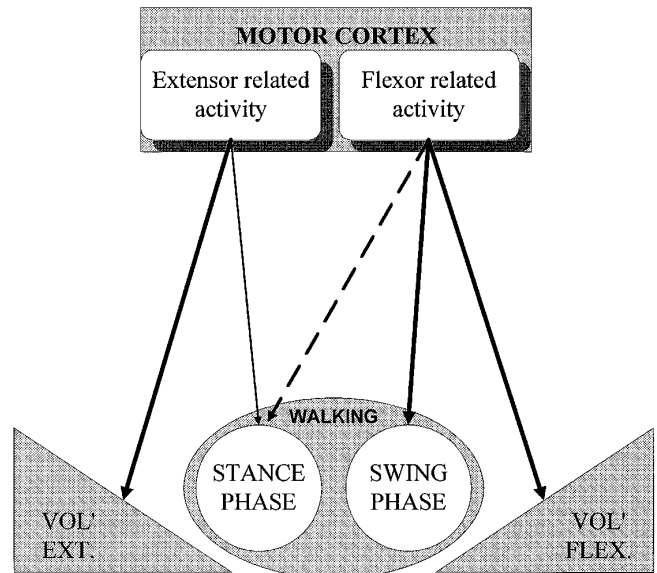 MOTOR CORTEX
Extensor related
activity
Flexor related
activity
WALKING
STANCE
PHASE
SWING
PHASE
VOL'
EXT.
VOL'
FLEX.